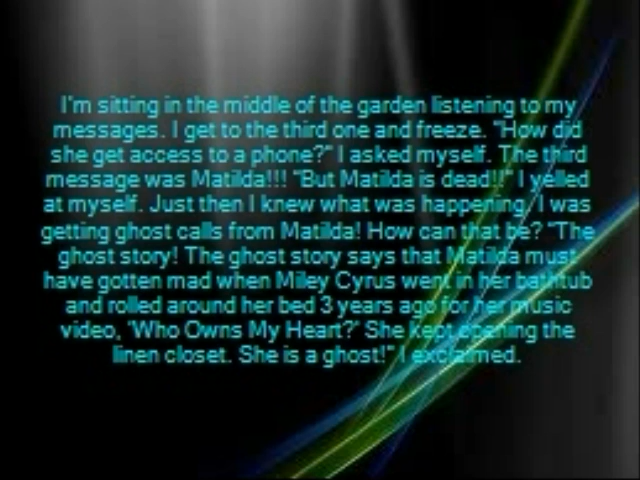 I'm sitting in the middle of the garden listening to my
messages. I get to the third one and freeze. "How did
she get access to a phone?" I asked myself. The third
message was Matilda!!! "But Matilda is dead!!" I yelled
at myself. Just then I knew what was happening, I was
getting ghost calls from Matilda! How can that be? "The
ghost story! The ghost story says that Matilda must
have gotten mad when Miley Cyrus went in her bathtub
and rolled around her bed 3 years ago for her music
video, 'Who Owns My Heart?' She kept opening the
linen closet. She is a ghost!" I exclaimed.